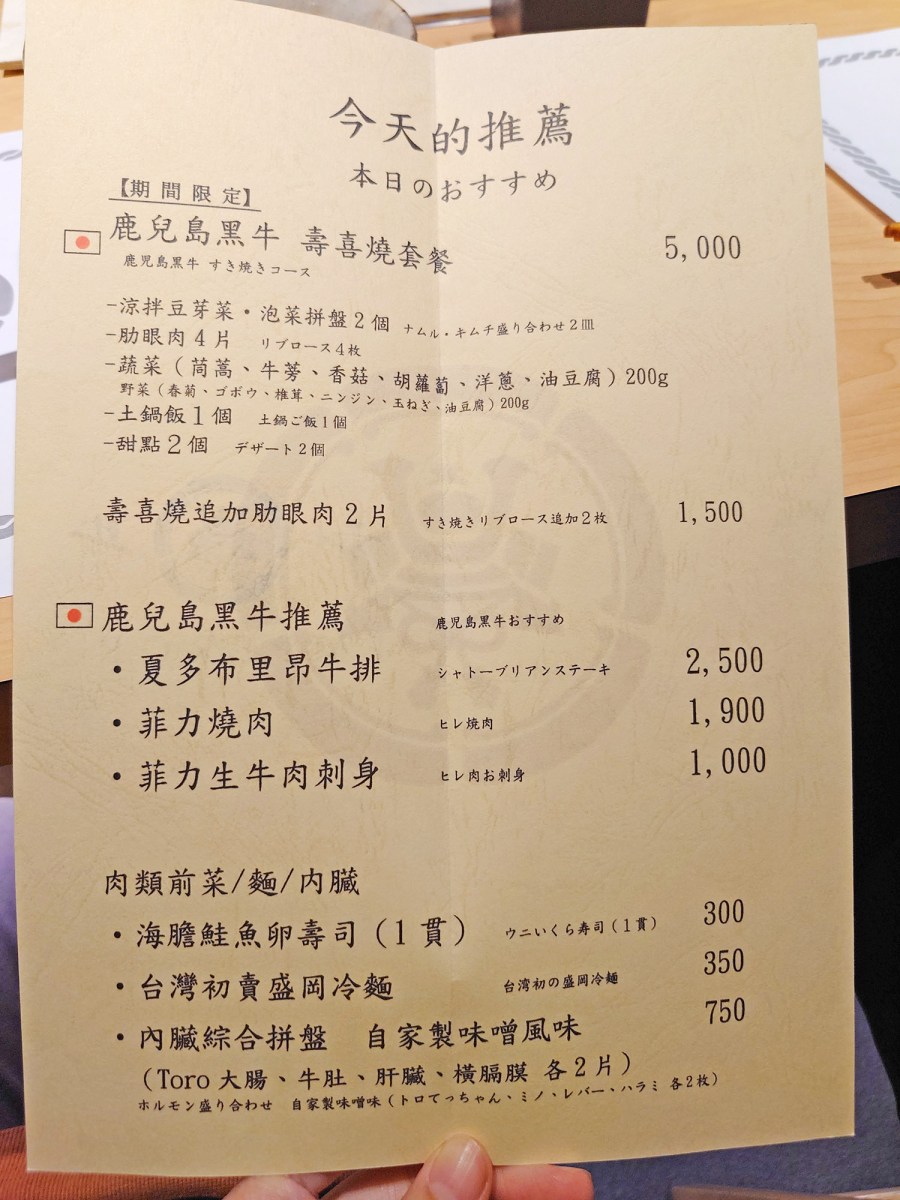 今天的推薦
本日のおすすめ
【期間限定】
鹿兒島黑牛 壽喜燒套餐 5,000
鹿児島黒牛 すき焼きコース
-涼拌豆芽菜・泡菜拼盤2個 ナムル・キムチ盛り合わせ2皿
-肋眼肉4片 リブロース4枚
-蔬菜(茼蒿、牛蒡、香菇、胡蘿蔔、洋蔥、油豆腐)200g
野菜(春菊、ゴボウ、椎茸、ニンジン、玉ねぎ、油豆腐)200g
-土鍋飯1個 土鍋ご飯1個
-甜點2個 デザート2個
壽喜燒追加肋眼肉2片 すき焼きリブロース追加2枚 1,500
鹿兒島黑牛推薦 鹿児島黒牛おすすめ
・夏多布里昂牛排 シャトーブリアンステーキ 2,500
・菲力燒肉 ヒレ焼肉 1,900
・菲力生牛肉刺身 ヒレ肉お刺身 1,000
肉類前菜/麵/内臟
・海膽鮭魚卵壽司(1貫) ウニいくら寿司(1貫) 300
・台灣初賣盛岡冷麵 台湾初の盛岡冷麺 350
・內臟綜合拼盤 自家製味噌風味 750
(Toro大腸、牛肚、肝臟、橫膈膜 各2片)
ホルモン盛り合わせ 自家製味噌味(トロてっちゃん、ミノ、レバー、ハラミ 各2枚)